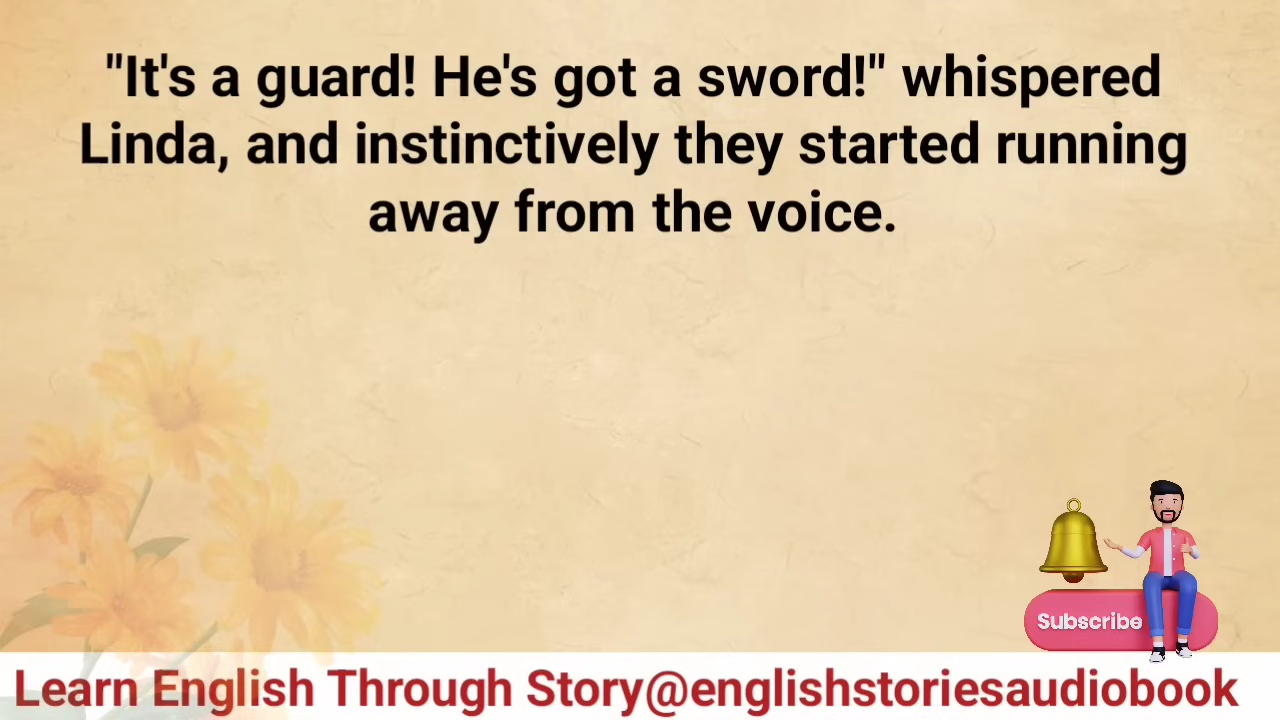 "It's a guard! He's got a sword!" whispered
Linda, and instinctively they started running
away from the voice.
Subscribe
Learn English Through Story@englishstoriesaudiobook